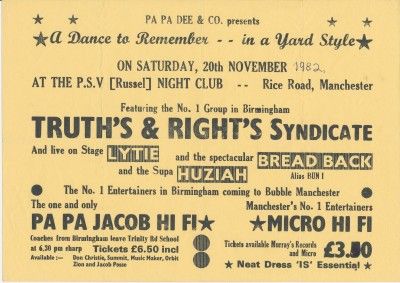 PA PA DEE & CO. presents
A Dance to Remember -- in a Yard Style
ON SATURDAY, 20th NOVEMBER 1982
AT THE P.S.V [Russel] NIGHT CLUB -- Rice Road, Manchester
Featuring the No. 1 Group in Birmingham
TRUTH'S & RIGHT'S SYNDICATE
And live on Stage LYTIE and the spectacular BREAD BACK
and the Supa HUZIAH Alias BUN I
The No. 1 Entertainers in Birmingham coming to Bubble Manchester
The one and only
PA PA JACOB HI FI
Coaches from Birmingham leave Trinity Rd School
at 6,30 pm sharp Tickets £6.50 incl
Available :— Don Christie, Summit, Music Maker, Orbit
Zion and Jacob Posse
Manchester's No. 1 Entertainers
MICRO HI FI
Tickets available Murray's Records
and Micro £3.50
Neat Dress 'IS' Essential